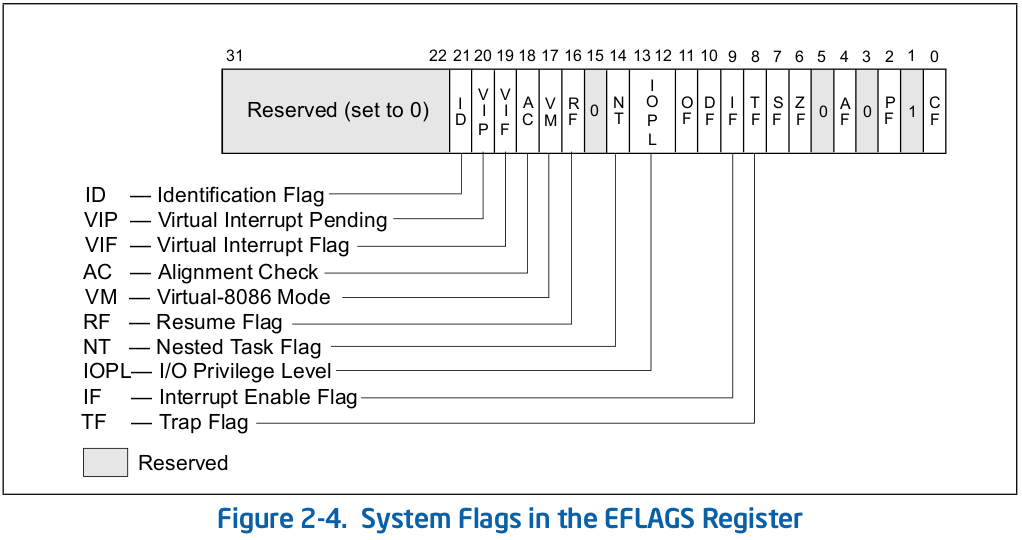 31 22 21 20 19 18 17 16 15 14 13 12 11 10 9 8 7 6 5 4 3 2 1 0
Reserved (set to 0) ID VIP VIF AC VM RF 0 NT IOPL OF DF IF TF SF ZF 0 AF 0 PF 1 CF
ID — Identification Flag
VIP — Virtual Interrupt Pending
VIF — Virtual Interrupt Flag
AC — Alignment Check
VM — Virtual-8086 Mode
RF — Resume Flag
NT — Nested Task Flag
IOPL— I/O Privilege Level
IF — Interrupt Enable Flag
TF — Trap Flag
Reserved
Figure 2-4. System Flags in the EFLAGS Register